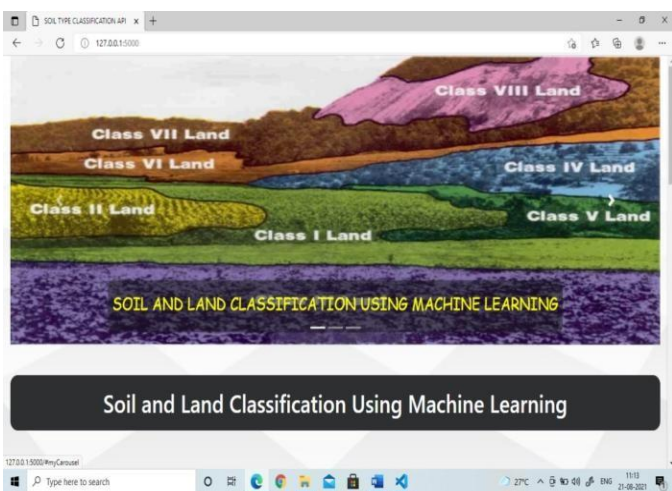 SOIL TYPE CLASSIFICATION API
127.0.0.1:5000
Class VIII Land
Class VII Land
Class VI Land
Class IV Land
Class II Land
Class V Land
Class I Land
SOIL AND LAND CLASSIFICATION USING MACHINE LEARNING
Soil and Land Classification Using Machine Learning
127.0.0.1:5000/#myCarousel
Type here to search
27°C
ENG
11:13
21-08-2021